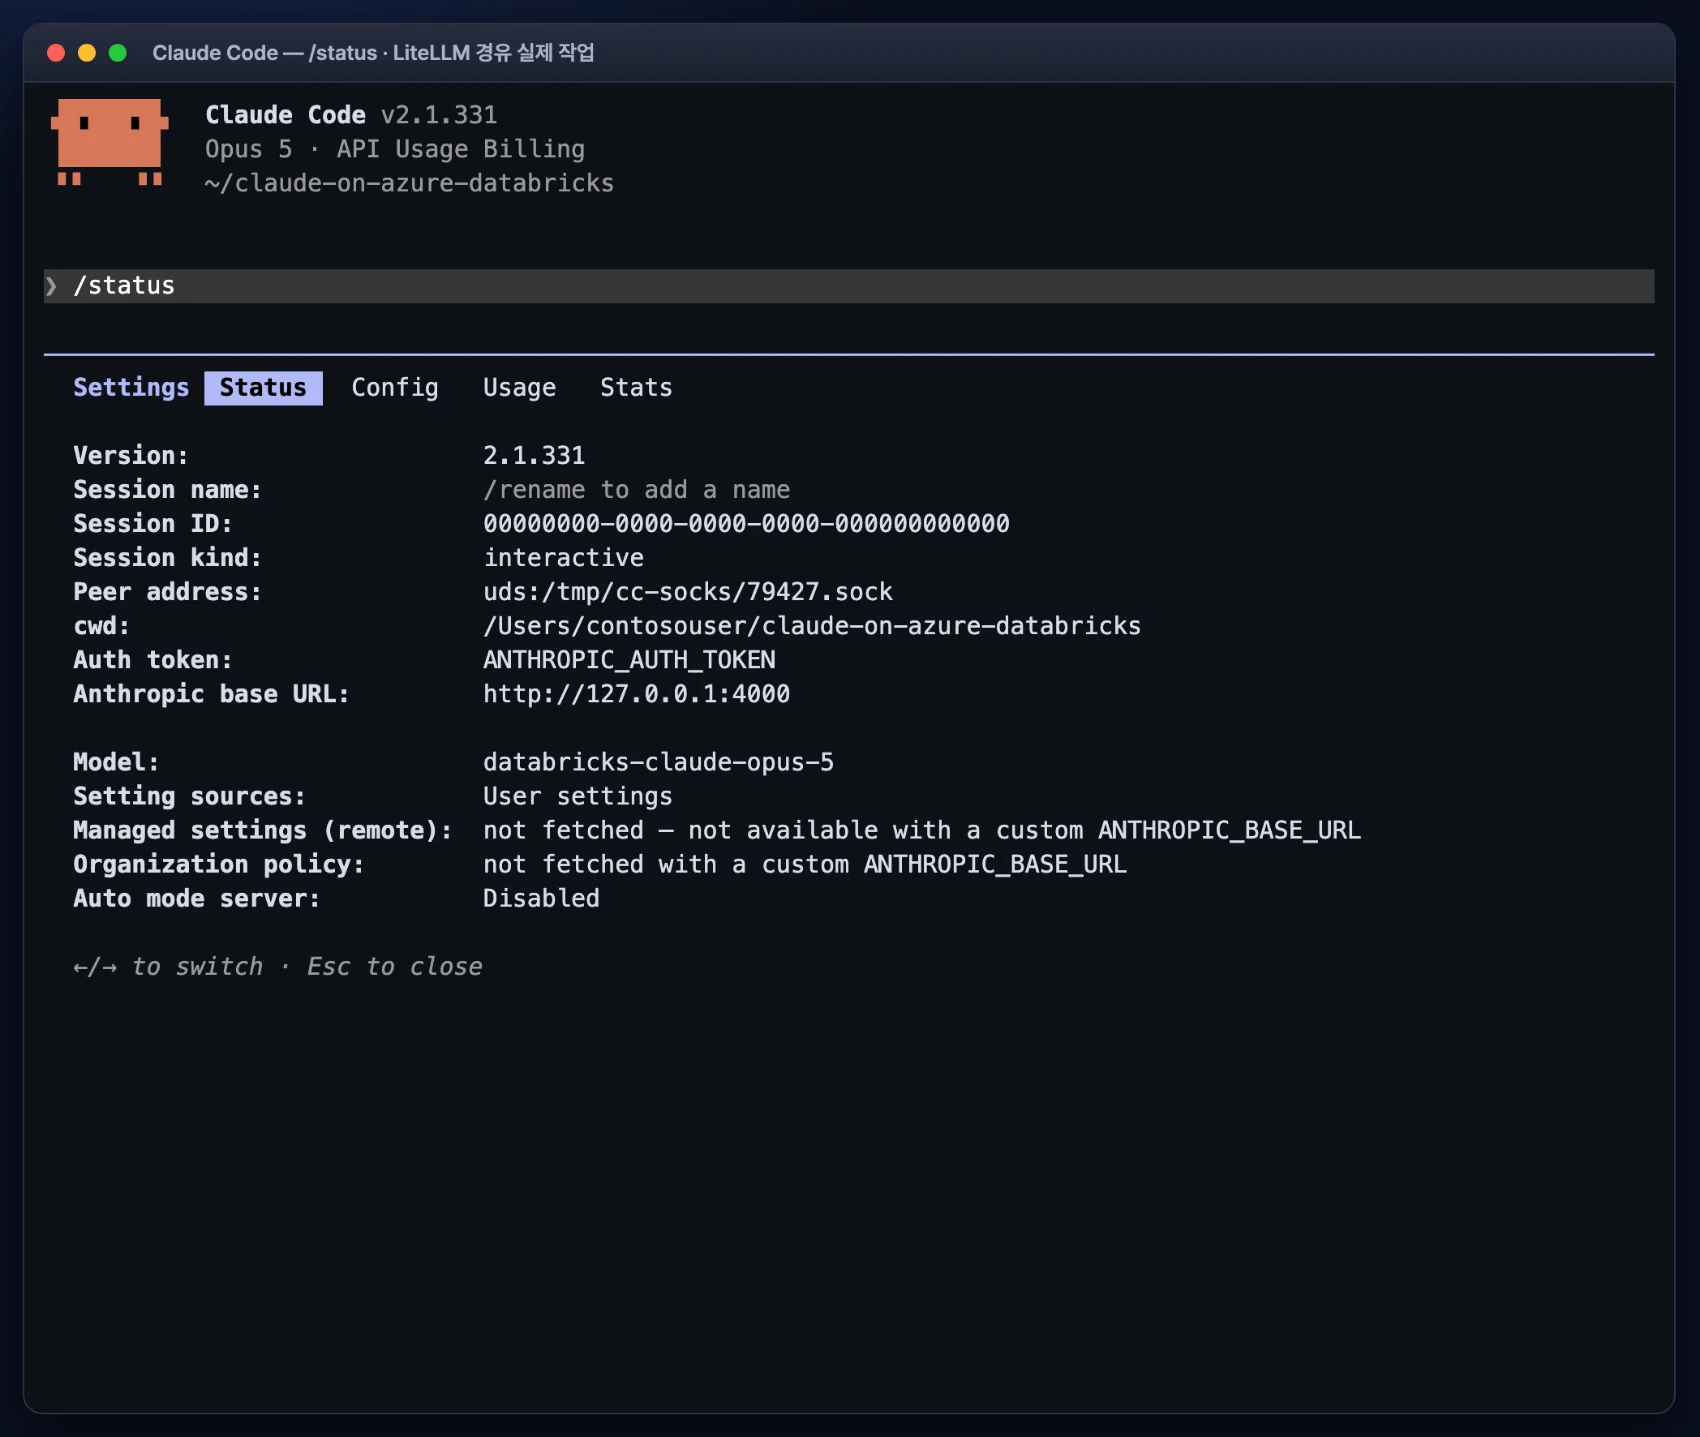 Claude Code — /status · LiteLLM 경유 실제 작업
Claude Code v2.1.331
Opus 5 · API Usage Billing
~/claude-on-azure-databricks
❯ /status
Settings Status Config Usage Stats
Version: 2.1.331
Session name: /rename to add a name
Session ID: 00000000-0000-0000-0000-000000000000
Session kind: interactive
Peer address: uds:/tmp/cc-socks/79427.sock
cwd: /Users/contosouser/claude-on-azure-databricks
Auth token: ANTHROPIC_AUTH_TOKEN
Anthropic base URL: http://127.0.0.1:4000
Model: databricks-claude-opus-5
Setting sources: User settings
Managed settings (remote): not fetched — not available with a custom ANTHROPIC_BASE_URL
Organization policy: not fetched with a custom ANTHROPIC_BASE_URL
Auto mode server: Disabled
←/→ to switch · Esc to close